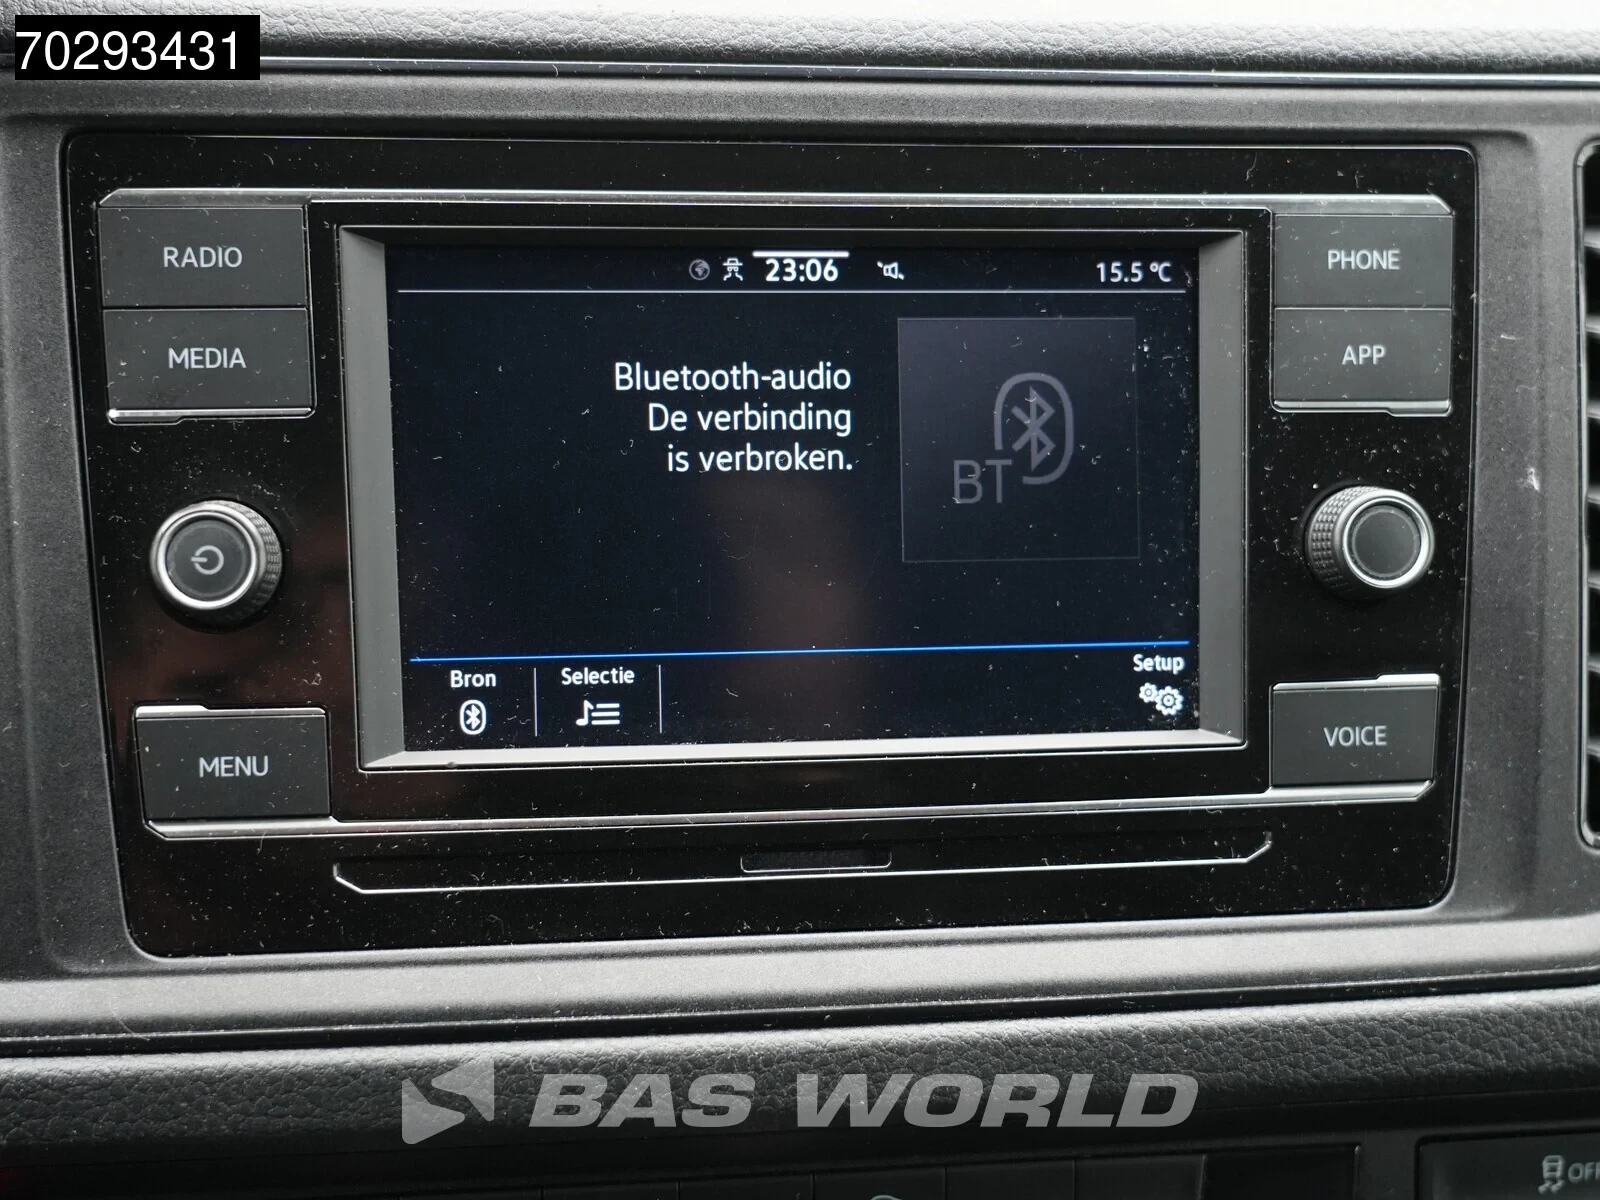 70293431
RADIO
MEDIA
MENU
23:06
15.5 °C
Bluetooth-audio
De verbinding
is verbroken.
BT
Bron
Selectie
Setup
PHONE
APP
VOICE
BAS WORLD
OFF